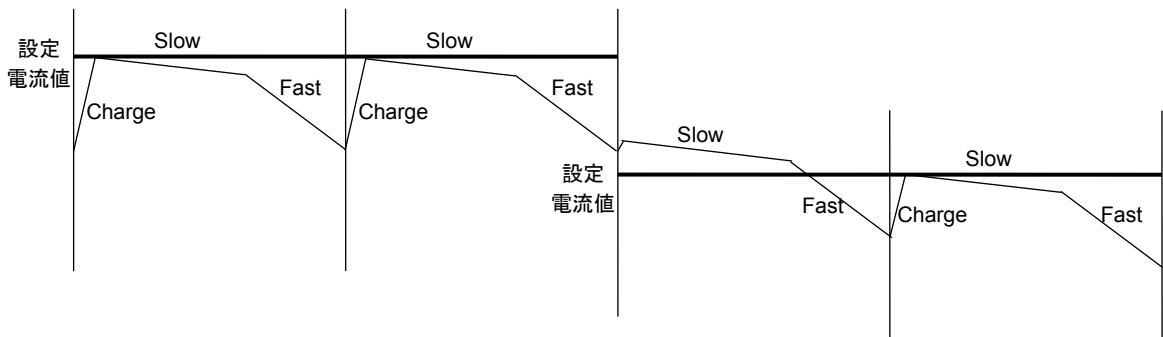 設定
電流値
Slow
Charge
Fast
Slow
Charge
Fast
設定
電流値
Slow
Fast
Charge
Slow
Fast